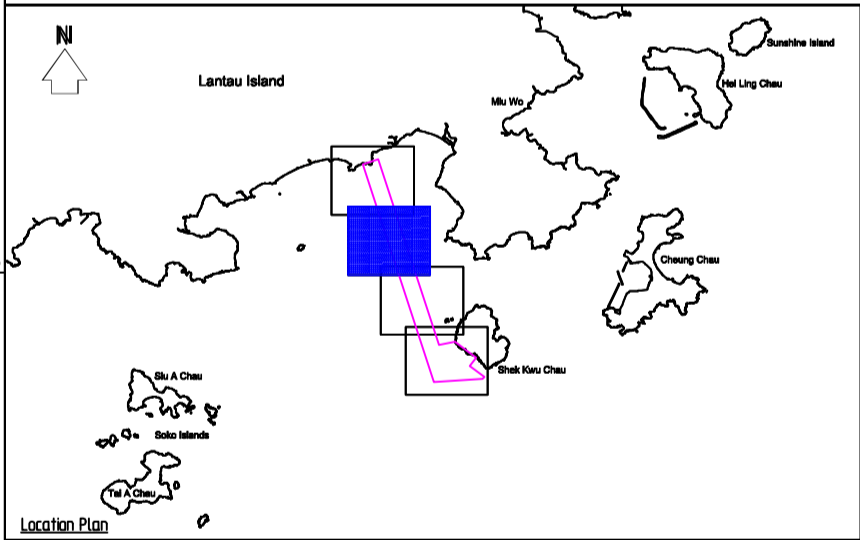 N
Sunshine Island
Lantau Island
Hei Ling Chau
Miu Wo
Cheung Chau
Shek Kwu Chau
Siu A Chau
Soko Islands
Tai A Chau
Location Plan